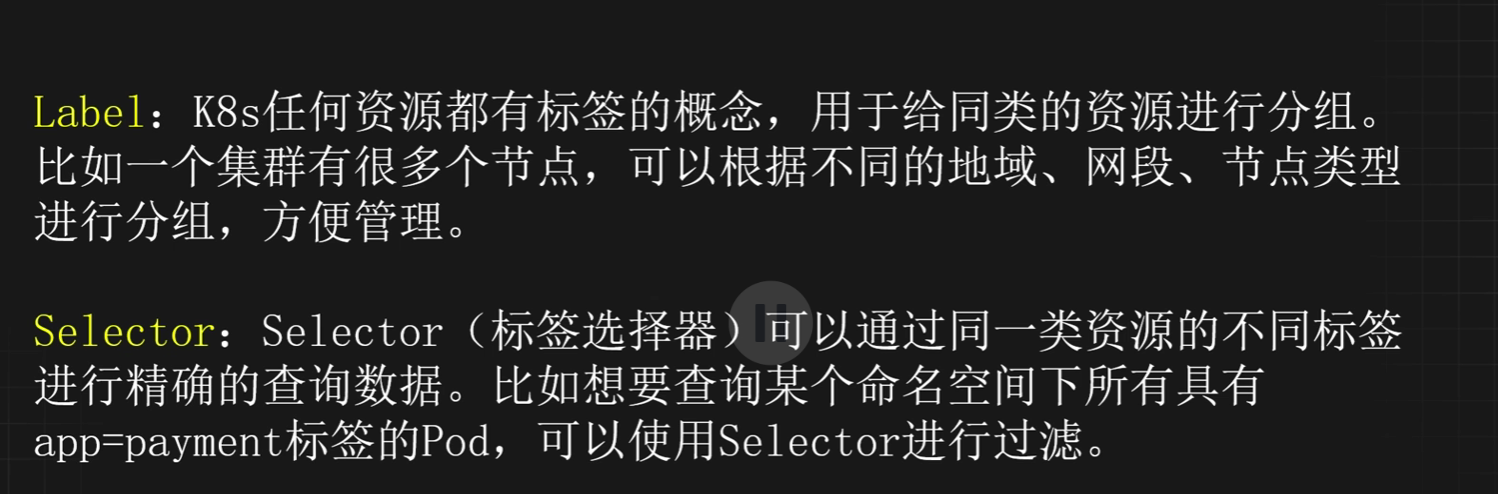 Label：K8s任何资源都有标签的概念，用于给同类的资源进行分组。
比如一个集群有很多个节点，可以根据不同的地域、网段、节点类型
进行分组，方便管理。
Selector：Selector（标签选择器）可以通过同一类资源的不同标签
进行精确的查询数据。比如想要查询某个命名空间下所有具有
app=payment标签的Pod，可以使用Selector进行过滤。